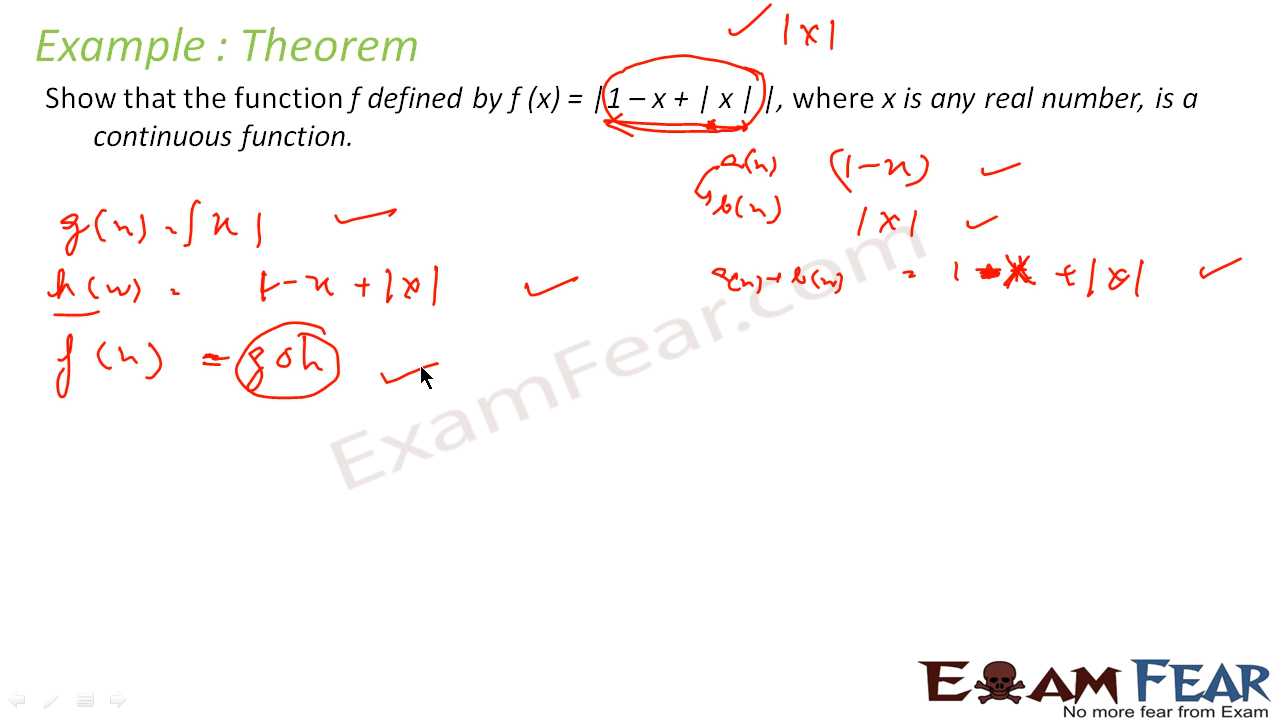 Example : Theorem
|x|
Show that the function f defined by f (x) = |1 – x + | x | |, where x is any real number, is a
continuous function.
a(x) (1-x)
b(x) |x|
g(x) = |x|
h(x) = 1-x+|x|
a(x)+b(x) = 1-x+|x|
f(x) = goh
ExamFear.com
EXAM FEAR
No more fear from Exam